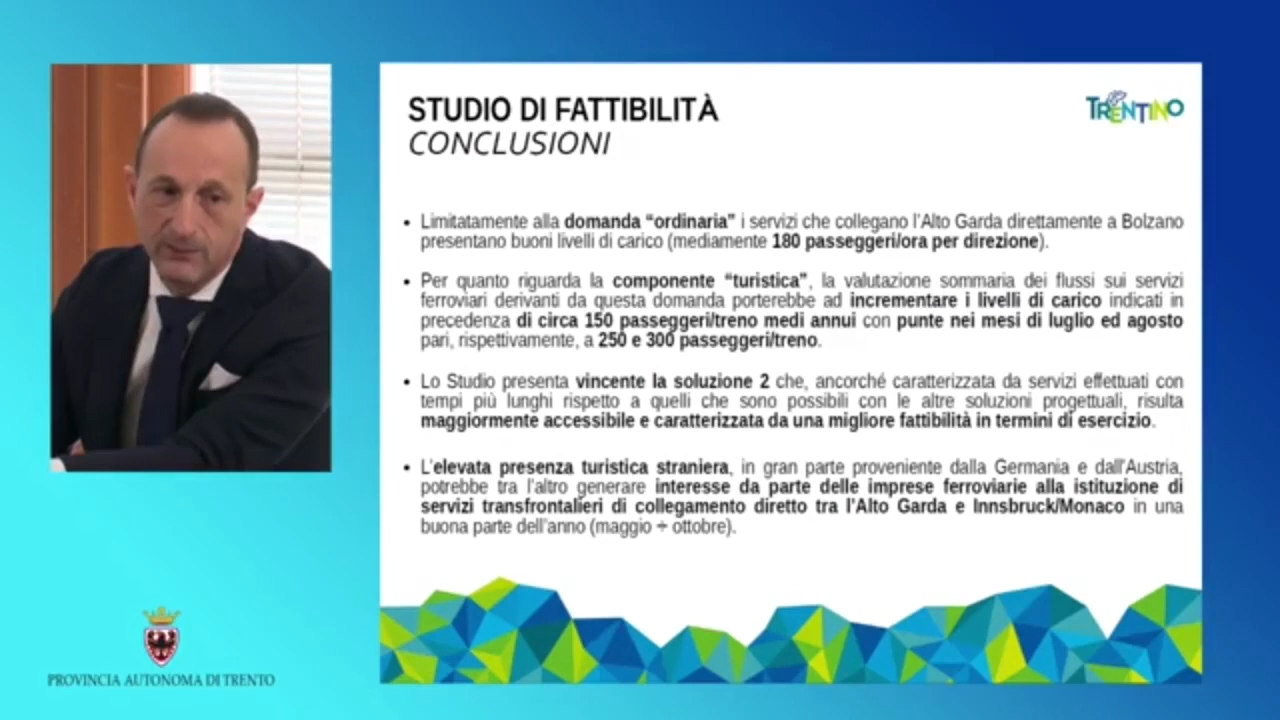 STUDIO DI FATTIBILITÀ
CONCLUSIONI
TRENTINO
• Limitatamente alla domanda “ordinaria” i servizi che collegano l’Alto Garda direttamente a Bolzano
presentano buoni livelli di carico (mediamente 180 passeggeri/ora per direzione).
• Per quanto riguarda la componente “turistica”, la valutazione sommaria dei flussi sui servizi
ferroviari derivanti da questa domanda porterebbe ad incrementare i livelli di carico indicati in
precedenza di circa 150 passeggeri/treno medi annui con punte nei mesi di luglio ed agosto
pari, rispettivamente, a 250 e 300 passeggeri/treno.
• Lo Studio presenta vincente la soluzione 2 che, ancorché caratterizzata da servizi effettuati con
tempi più lunghi rispetto a quelli che sono possibili con le altre soluzioni progettuali, risulta
maggiormente accessibile e caratterizzata da una migliore fattibilità in termini di esercizio.
• L’elevata presenza turistica straniera, in gran parte proveniente dalla Germania e dall’Austria,
potrebbe tra l’altro generare interesse da parte delle imprese ferroviarie alla istituzione di
servizi transfrontalieri di collegamento diretto tra l’Alto Garda e Innsbruck/Monaco in una
buona parte dell’anno (maggio ÷ ottobre).
PROVINCIA AUTONOMA DI TRENTO